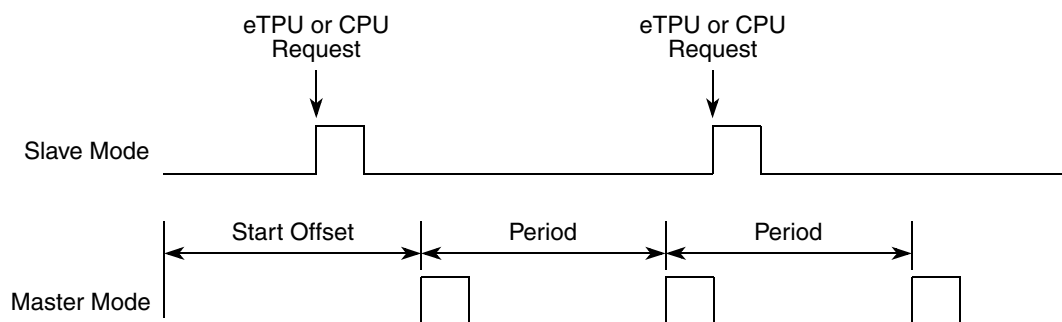 eTPU or CPU
Request
eTPU or CPU
Request
Slave Mode
Start Offset
Period
Period
Master Mode